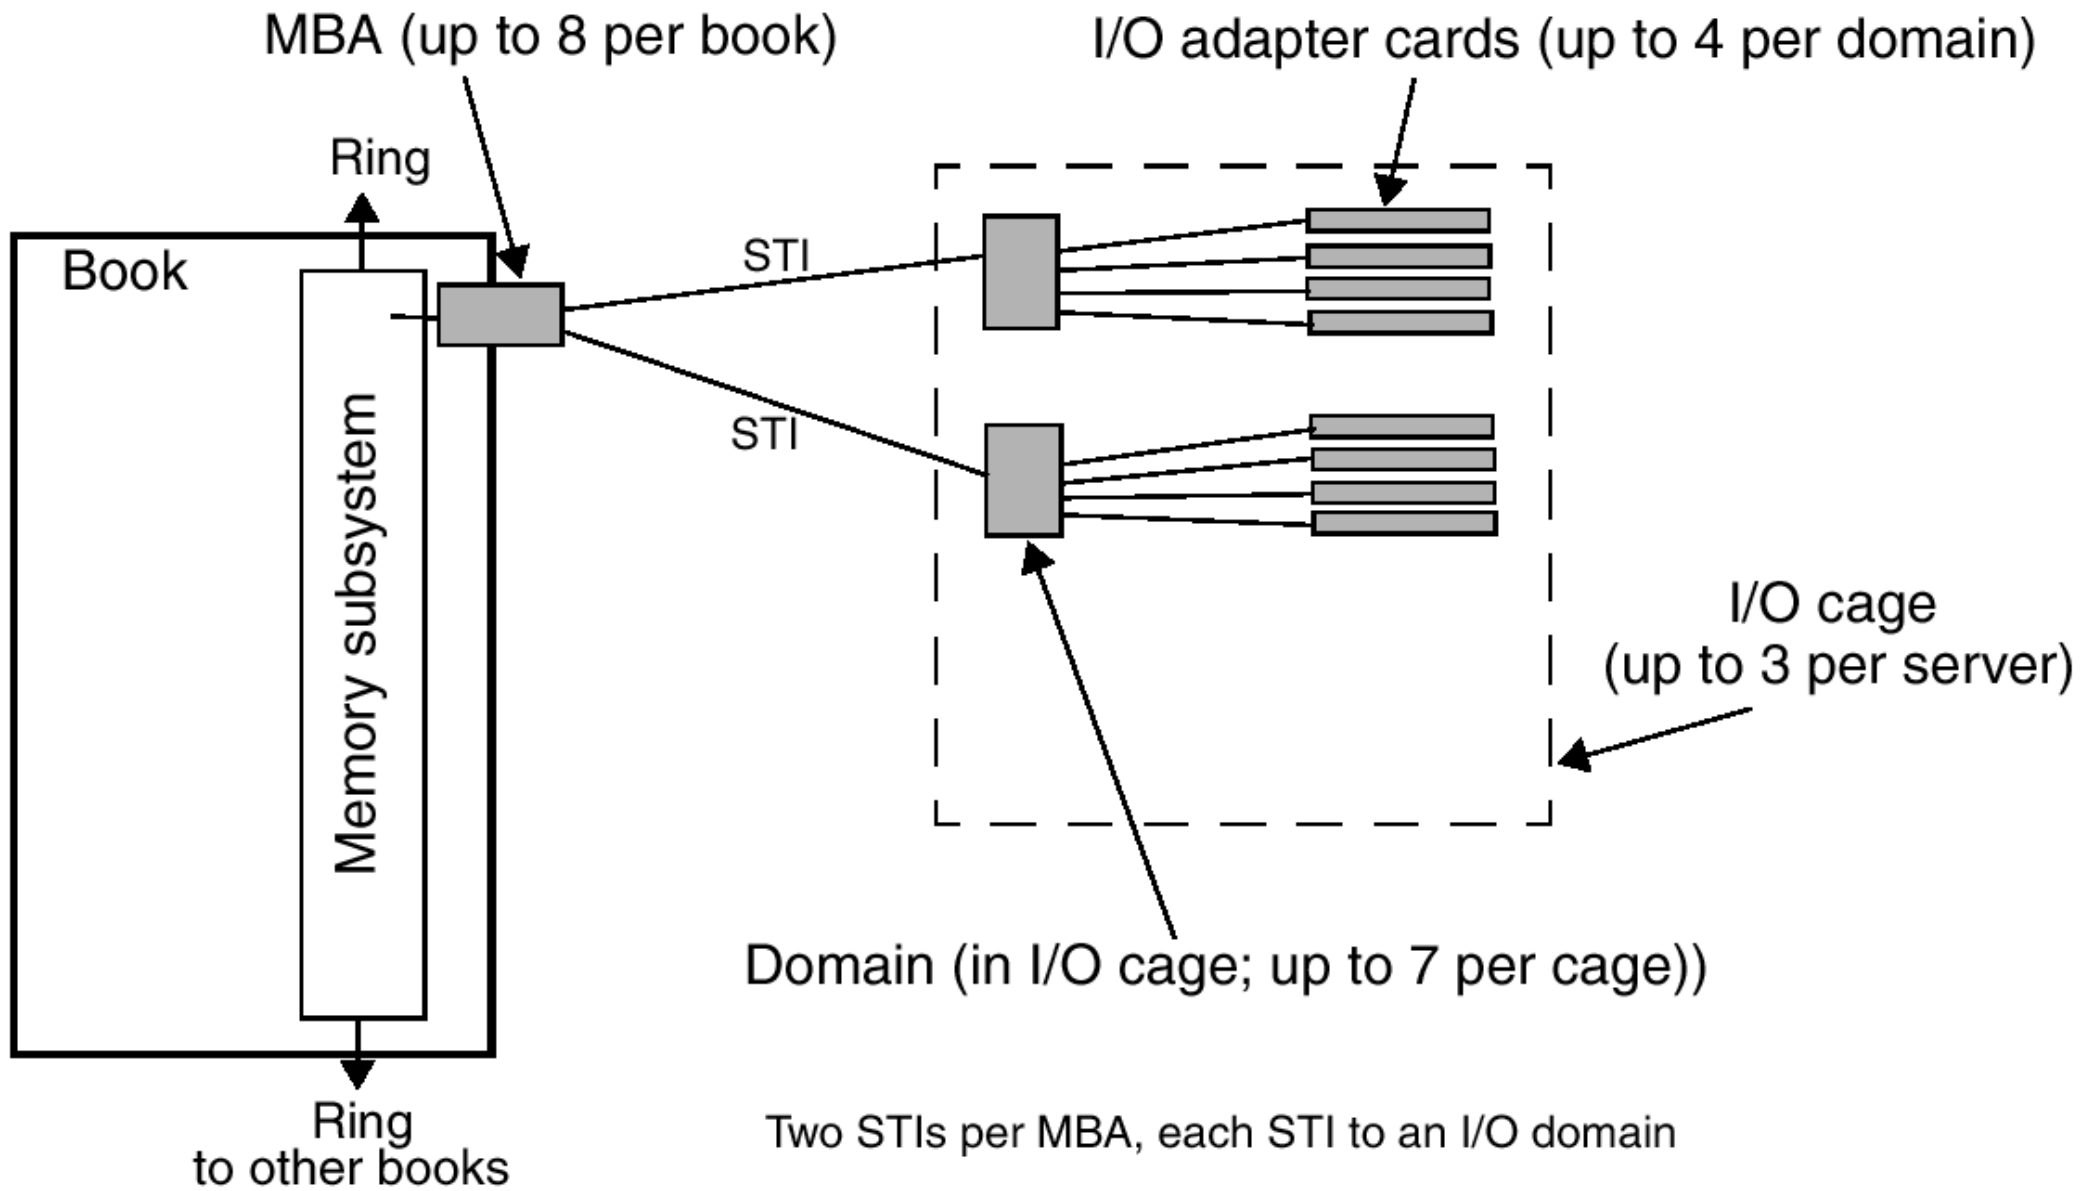 MBA (up to 8 per book)
I/O adapter cards (up to 4 per domain)
Ring
Book
STI
STI
Memory subsystem
I/O cage
(up to 3 per server)
Domain (in I/O cage; up to 7 per cage))
Ring
to other books
Two STIs per MBA, each STI to an I/O domain